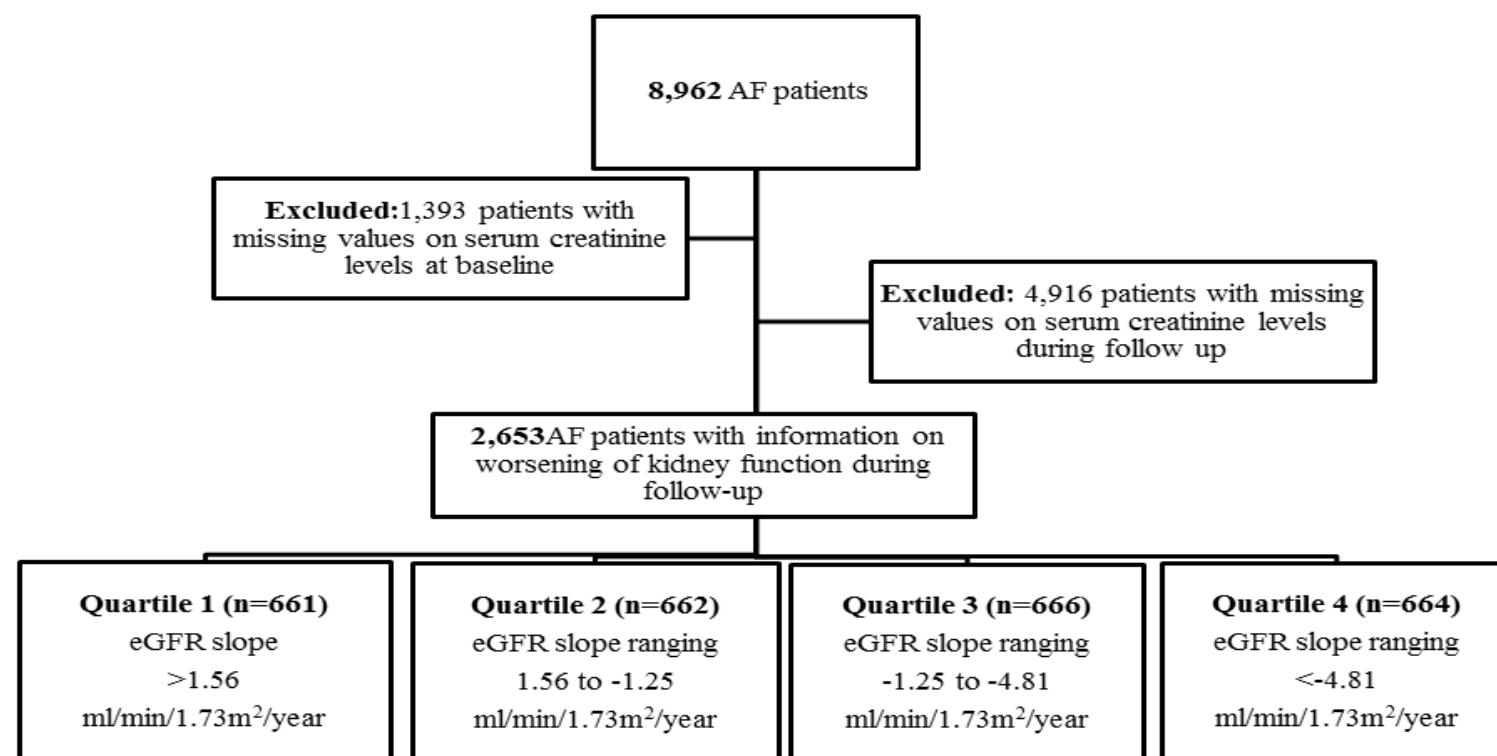 8,962 AF patients
Excluded:1,393 patients with
missing values on serum creatinine
levels at baseline
Excluded: 4,916 patients with missing
values on serum creatinine levels
during follow up
2,653AF patients with information on
worsening of kidney function during
follow-up
Quartile 1 (n=661)
eGFR slope
>1.56
ml/min/1.73m²/year
Quartile 2 (n=662)
eGFR slope ranging
1.56 to -1.25
ml/min/1.73m²/year
Quartile 3 (n=666)
eGFR slope ranging
-1.25 to -4.81
ml/min/1.73m²/year
Quartile 4 (n=664)
eGFR slope ranging
<-4.81
ml/min/1.73m²/year